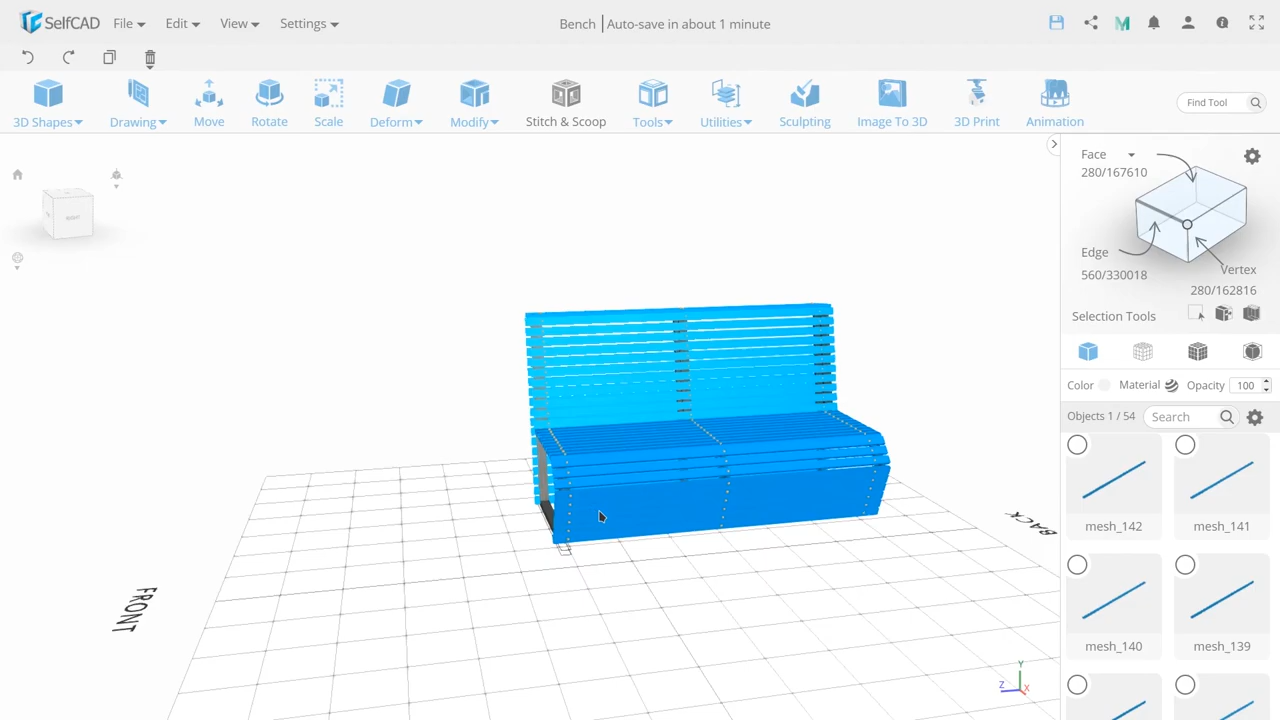 SelfCAD File Edit View Settings Bench | Auto-save in about 1 minute
3D Shapes Drawing Move Rotate Scale Deform Modify Stitch & Scoop Tools Utilities Sculpting Image To 3D 3D Print Animation Find Tool
Face
280/167610
Edge
560/330018
Vertex
280/162816
Selection Tools
Color Material Opacity 100
Objects 1 / 54 Search
mesh_142 mesh_141
mesh_140 mesh_139
BACK
FRONT
Y
Z X